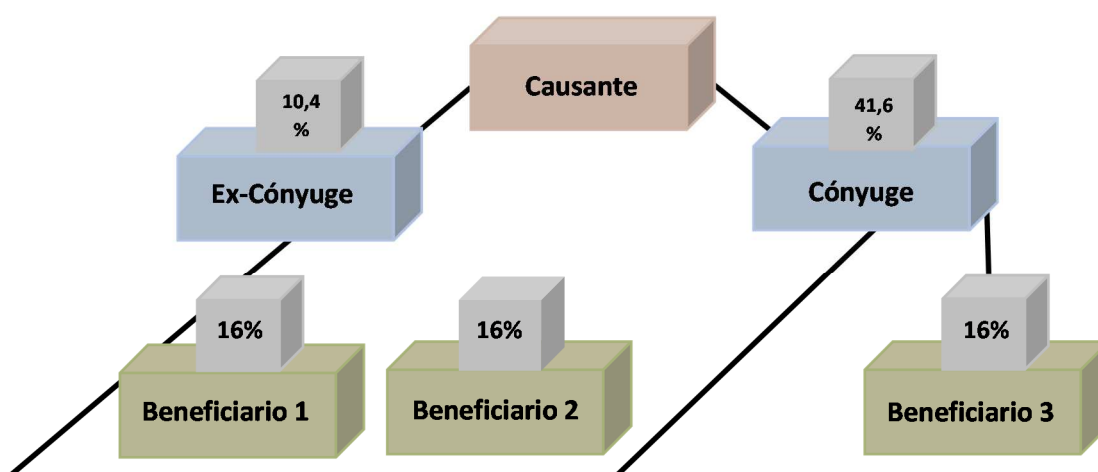 Causante
10,4
%
41,6
%
Ex-Cónyuge
Cónyuge
16%
16%
16%
Beneficiario 1
Beneficiario 2
Beneficiario 3